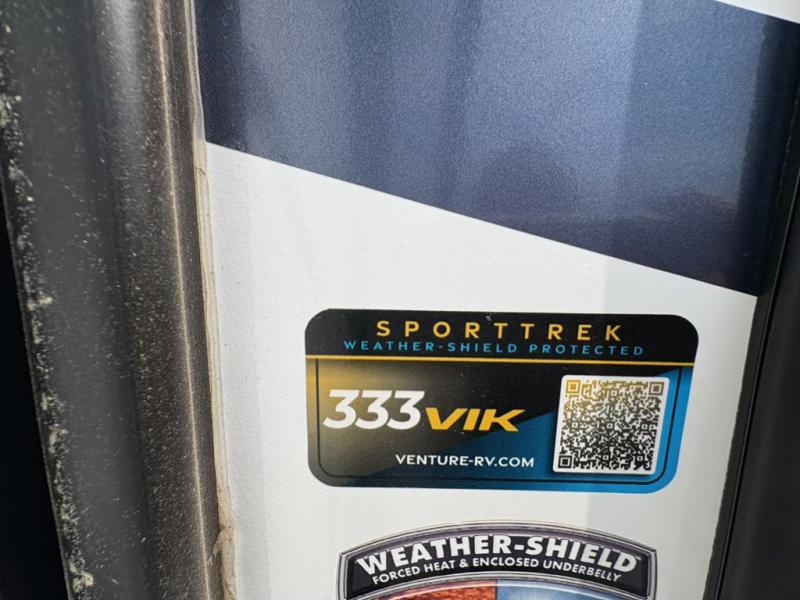 SPORTTREK
WEATHER-SHIELD PROTECTED
333VIK
VENTURE-RV.COM
WEATHER-SHIELD
FORCED HEAT & ENCLOSED UNDERBELLY